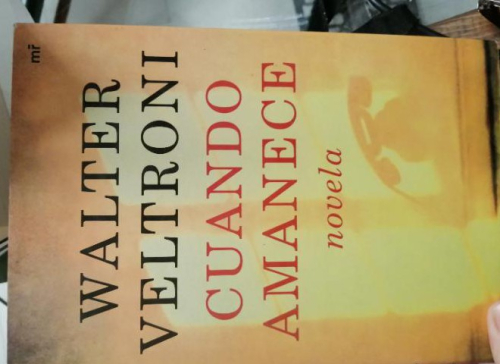 WALTER
VELTRONI
CUANDO
AMANECE
novela
mr